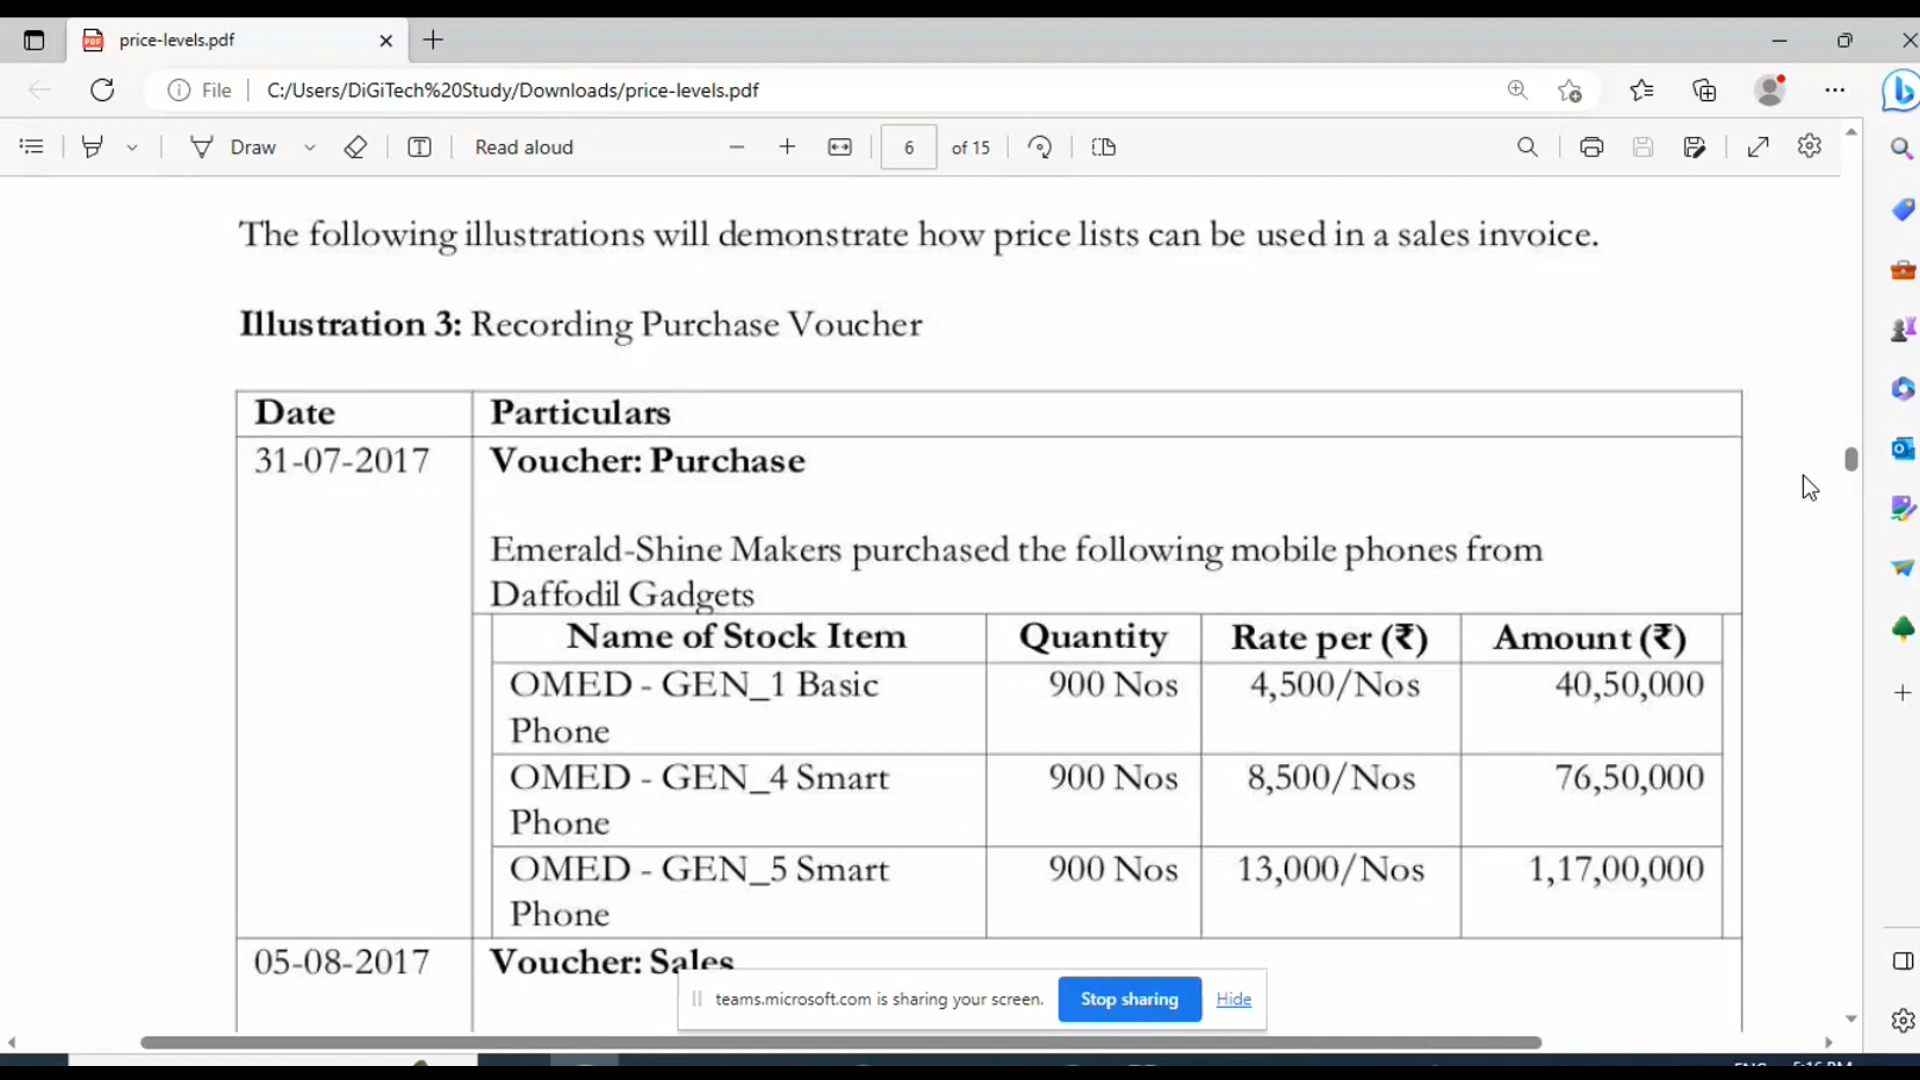 price-levels.pdf
File
C:/Users/DiGiTech%20Study/Downloads/price-levels.pdf
Draw
Read aloud
6 of 15
The following illustrations will demonstrate how price lists can be used in a sales invoice.
Illustration 3: Recording Purchase Voucher
Date Particulars
31-07-2017 Voucher: Purchase
Emerald-Shine Makers purchased the following mobile phones from
Daffodil Gadgets
Name of Stock Item Quantity Rate per (₹) Amount (₹)
OMED - GEN_1 Basic 900 Nos 4,500/Nos 40,50,000
Phone
OMED - GEN_4 Smart 900 Nos 8,500/Nos 76,50,000
Phone
OMED - GEN_5 Smart 900 Nos 13,000/Nos 1,17,00,000
Phone
05-08-2017 Voucher: Sales
teams.microsoft.com is sharing your screen. Stop sharing Hide